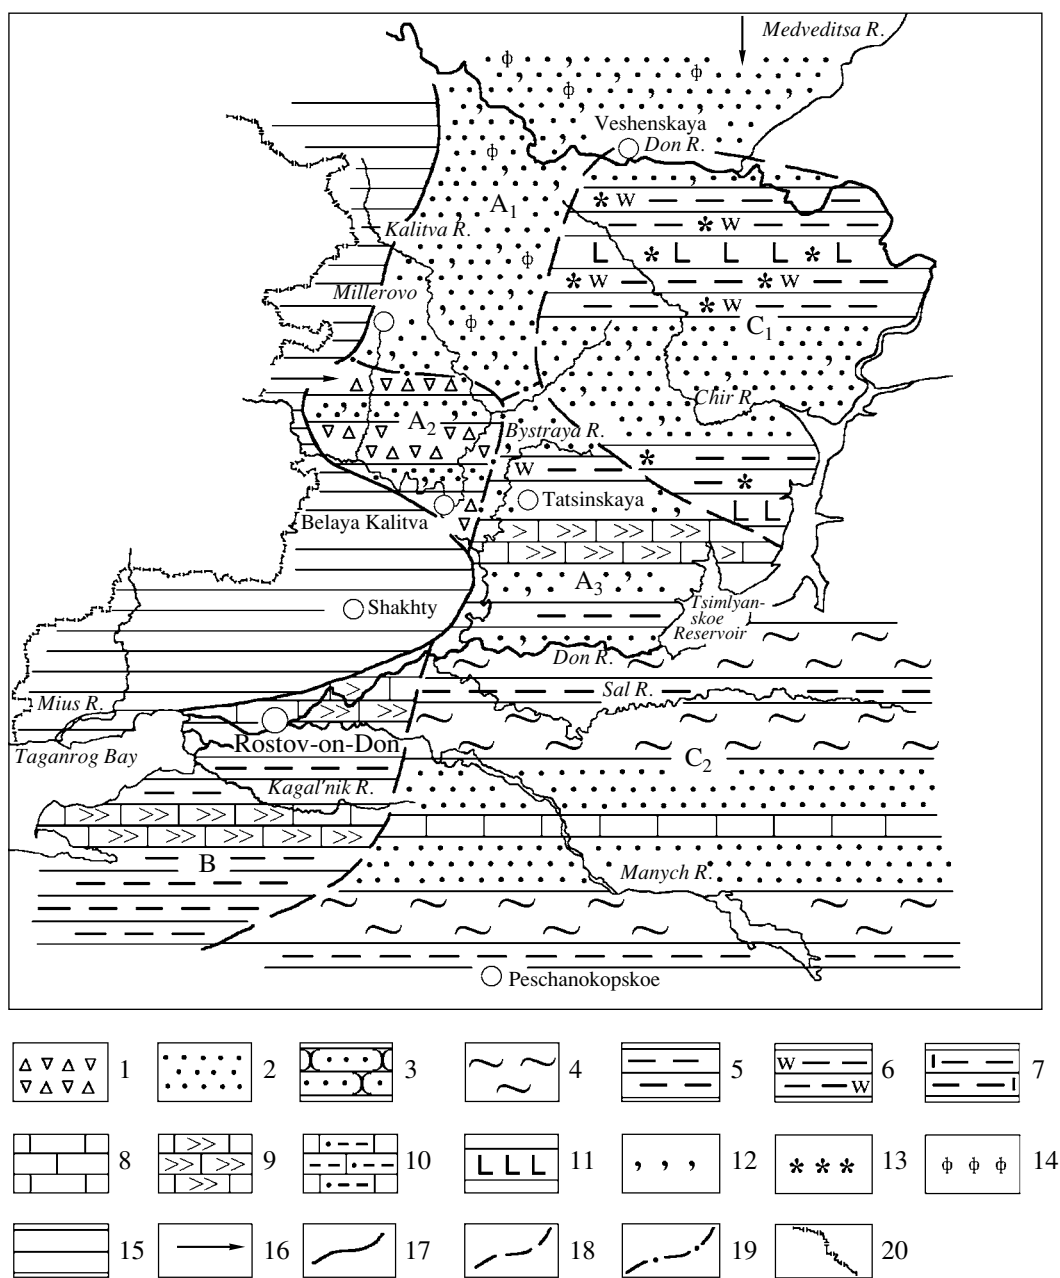 Medveditsa R.
Veshenskaya
Don R.
A1
Kalitva R.
Millerovo
C1
Chir R.
A2
Bystraya R.
Tatsinskaya
Belaya Kalitva
A3
Shakhty
Tsimlyan-
skoe
Reservoir
Don R.
Sal R.
Mius R.
Rostov-on-Don
Taganrog Bay
C2
Kagal'nik R.
B
Manych R.
Peschanokopskoe
1
2
3
4
5
W
W
6
7
8
9
10
11
12
13
ф ф ф
14
15
16
17
18
19
20